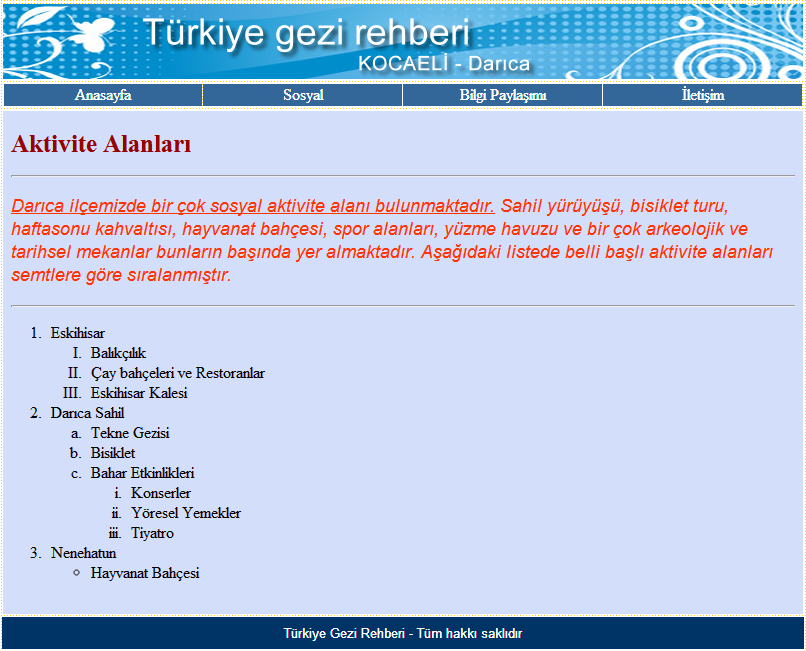 Türkiye gezi rehberi
KOCAELİ - Darıca
Anasayfa Sosyal Bilgi Paylaşımı İletişim
Aktivite Alanları
Darıca ilçemizde bir çok sosyal aktivite alanı bulunmaktadır. Sahil yürüyüşü, bisiklet turu,
haftasonu kahvaltısı, hayvanat bahçesi, spor alanları, yüzme havuzu ve bir çok arkeolojik ve
tarihsel mekanlar bunların başında yer almaktadır. Aşağıdaki listede belli başlı aktivite alanları
semtlere göre sıralanmıştır.
1. Eskihisar
I. Balıkçılık
II. Çay bahçeleri ve Restoranlar
III. Eskihisar Kalesi
2. Darıca Sahil
a. Tekne Gezisi
b. Bisiklet
c. Bahar Etkinlikleri
i. Konserler
ii. Yöresel Yemekler
iii. Tiyatro
3. Nenehatun
◦ Hayvanat Bahçesi
Türkiye Gezi Rehberi - Tüm hakkı saklıdır